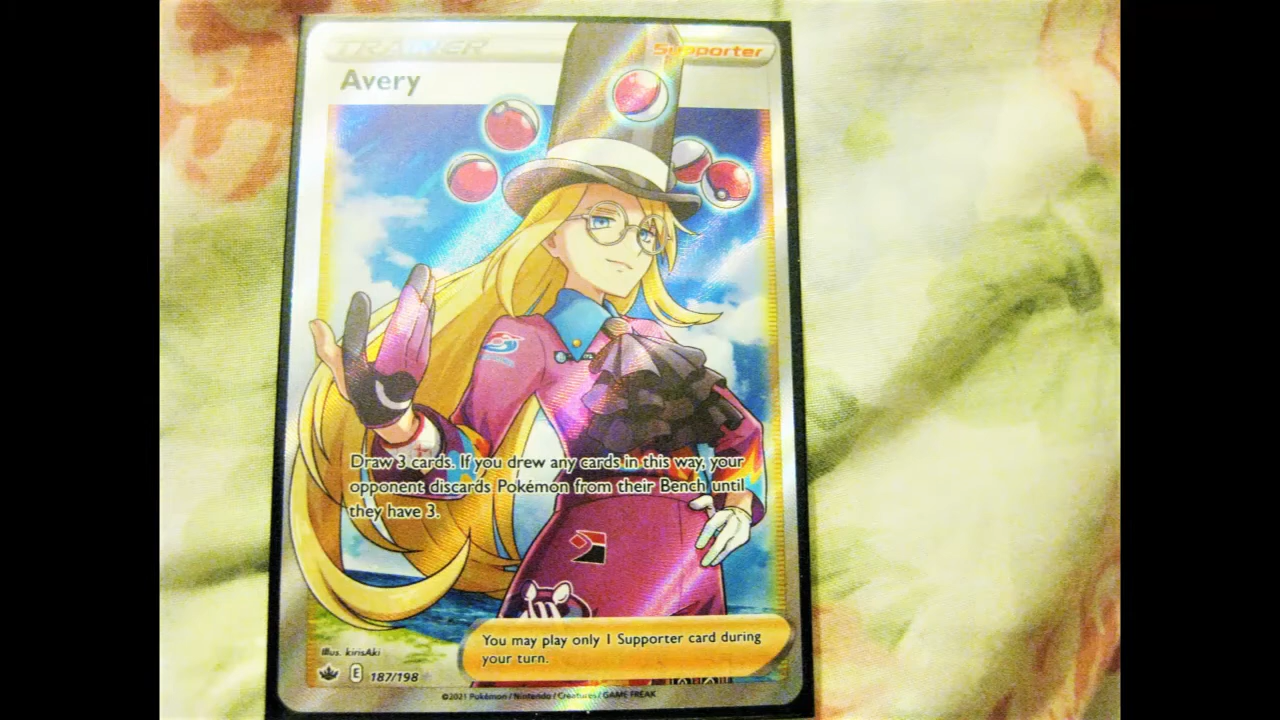 TRAINER
Supporter
Avery
Draw 3 cards. If you drew any cards in this way, your
opponent discards Pokémon from their Bench until
they have 3.
You may play only 1 Supporter card during
your turn.
Illus. kirisAki
E 187/198
©2021 Pokémon / Nintendo / Creatures / GAME FREAK